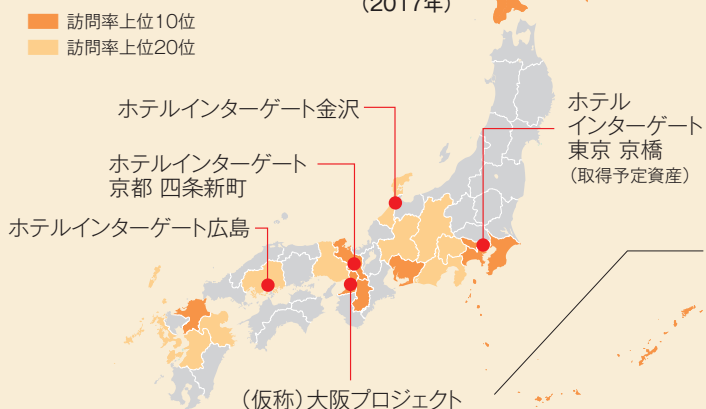 (2017年)
訪問率上位10位
訪問率上位20位
ホテルインターゲート金沢
ホテル
インターゲート
東京 京橋
(取得予定資産)
ホテルインターゲート
京都 四条新町
ホテルインターゲート広島
(仮称)大阪プロジェクト